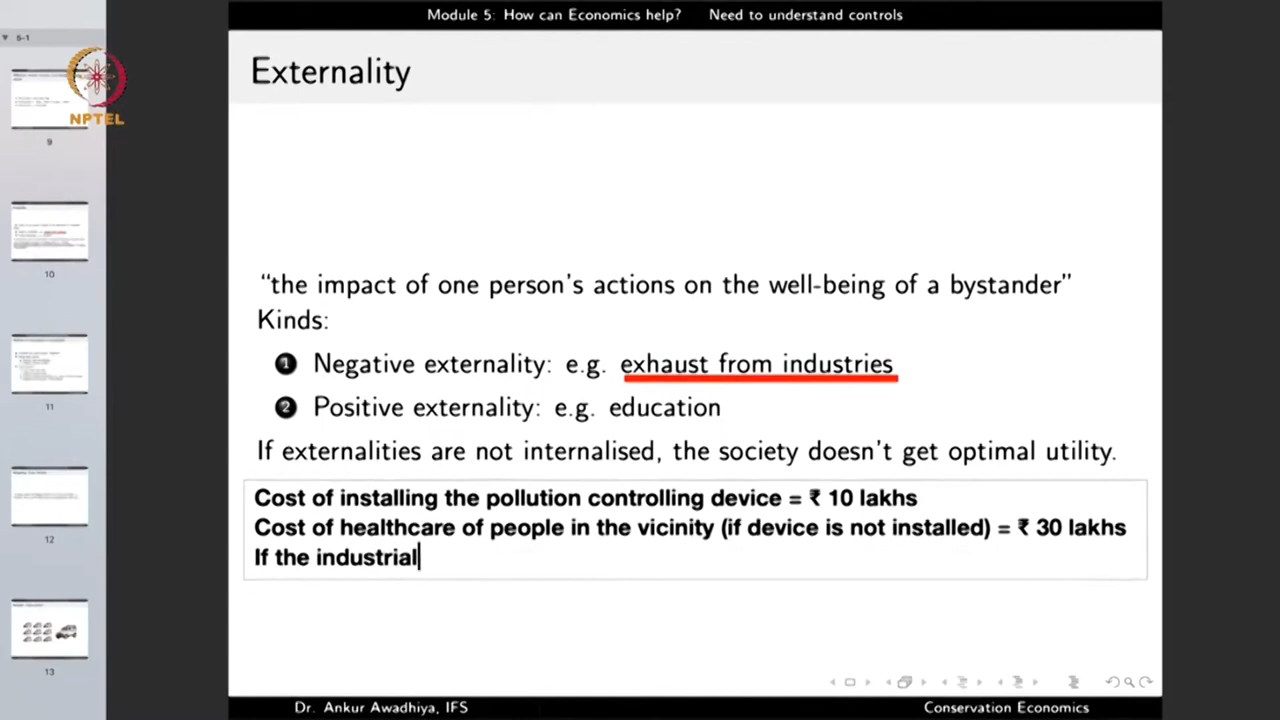 Module 5: How can Economics help? Need to understand controls
5-1
NPTEL
9
10
11
12
13
Externality
“the impact of one person's actions on the well-being of a bystander”
Kinds:
1 Negative externality: e.g. exhaust from industries
2 Positive externality: e.g. education
If externalities are not internalised, the society doesn't get optimal utility.
Cost of installing the pollution controlling device = ₹ 10 lakhs
Cost of healthcare of people in the vicinity (if device is not installed) = ₹ 30 lakhs
If the industrial
Dr. Ankur Awadhiya, IFS Conservation Economics